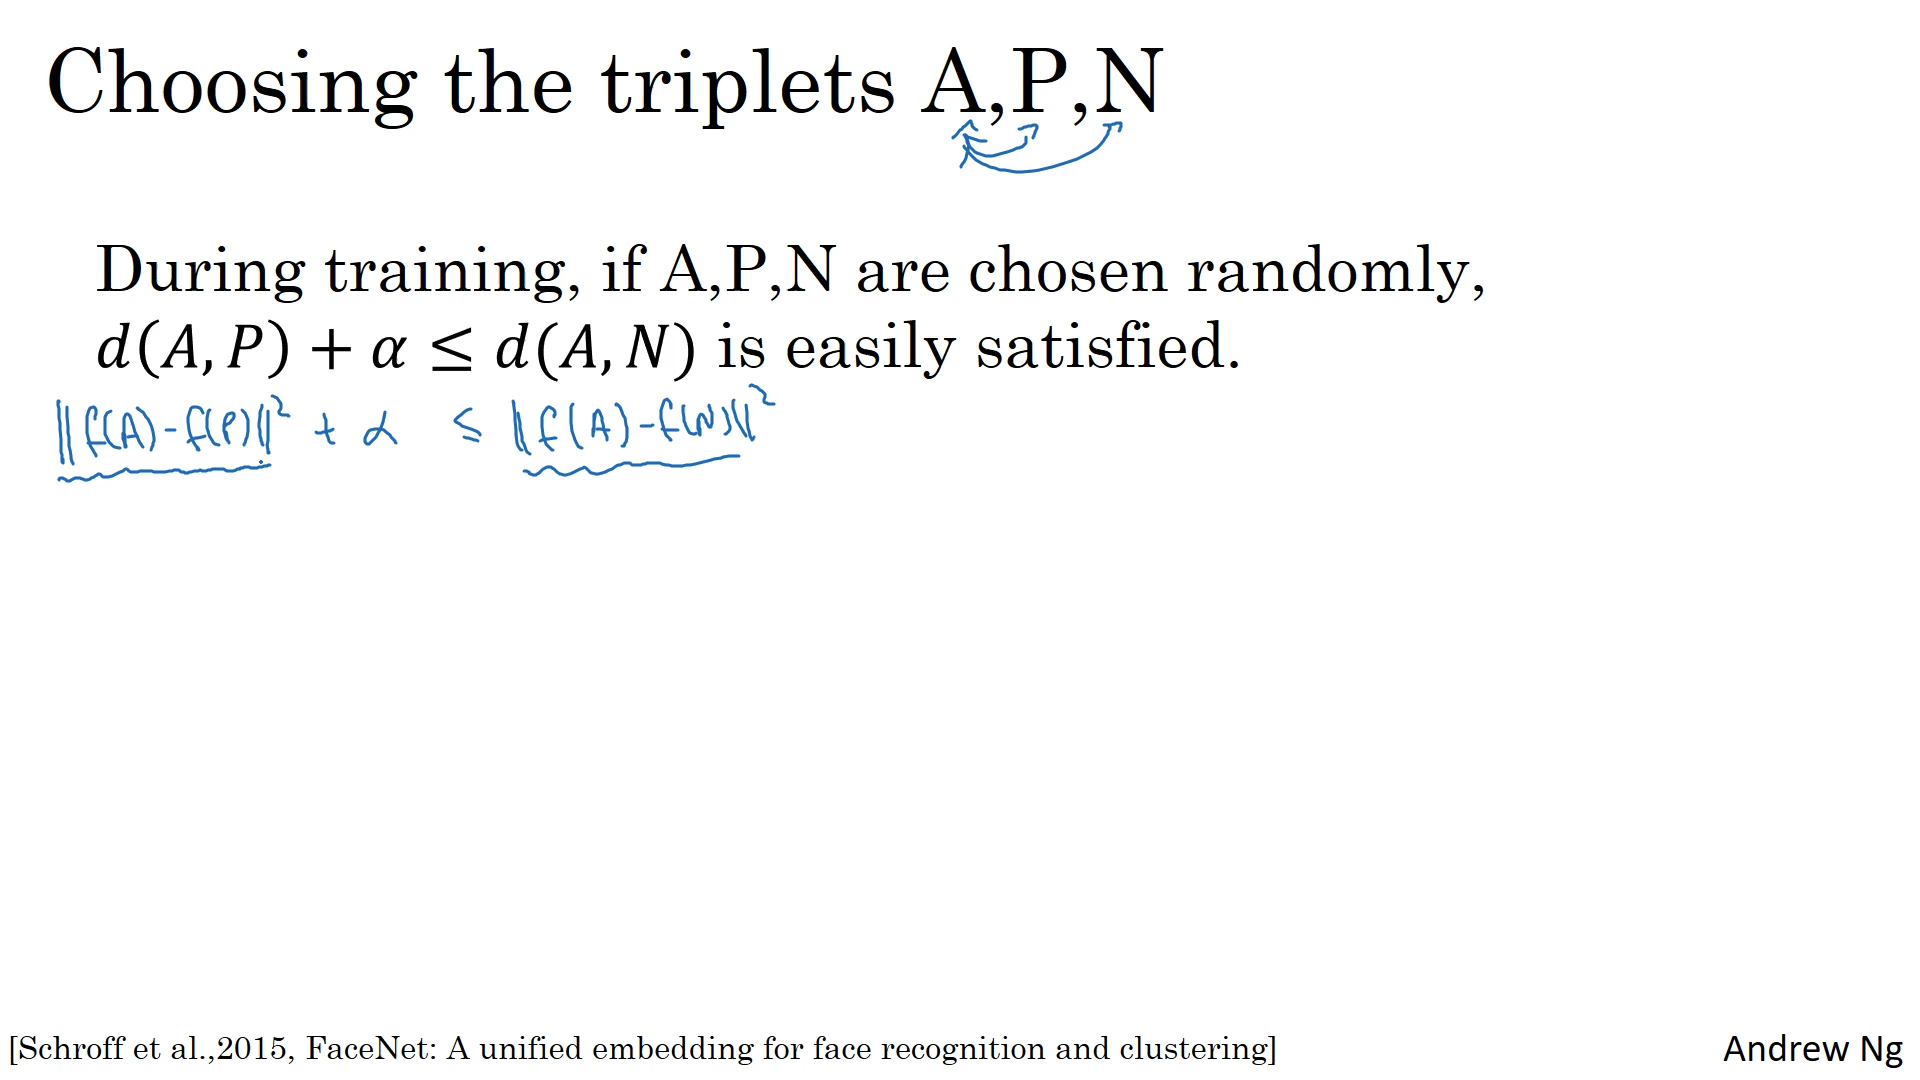 Choosing the triplets A,P,N
During training, if A,P,N are chosen randomly,
d(A, P) + α ≤ d(A, N) is easily satisfied.
||f(A) - f(P)||² + α ≤ ||f(A) - f(N)||²
[Schroff et al.,2015, FaceNet: A unified embedding for face recognition and clustering]
Andrew Ng